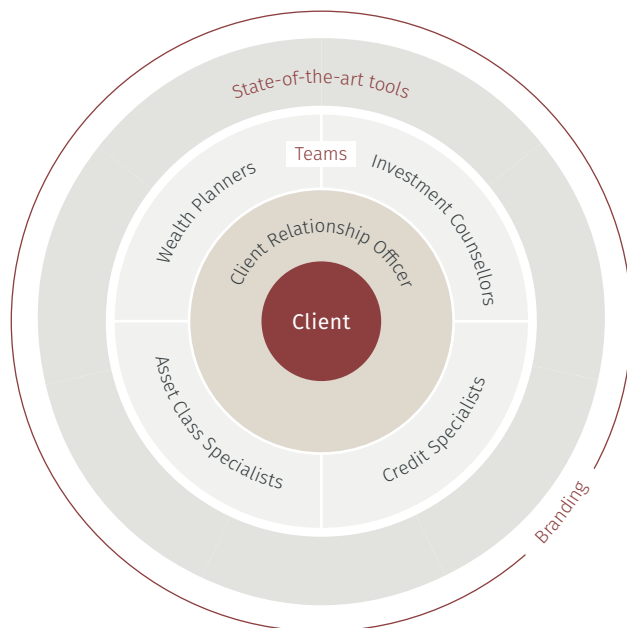 State-of-the-art tools
Teams
Wealth Planners
Investment Counsellors
Client Relationship Officer
Client
Asset Class Specialists
Credit Specialists
Branding